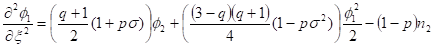 ∂²ϕ₁/∂ξ² = ((q+1)/2 (1+pσ))ϕ₂ + ((3−q)(q+1)/4 (1−pσ²)) ϕ₁²/2 − (1−p)n₂